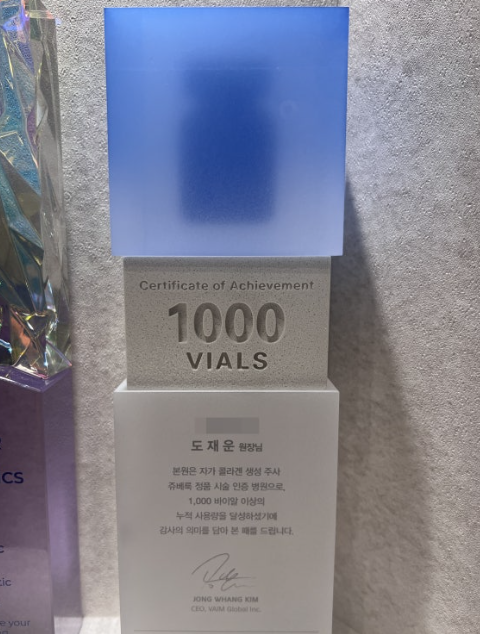 Certificate of Achievement
1000
VIALS
도재운 원장님
본원은 자가 콜라겐 생성 주사
쥬베룩 정품 시술 인증 병원으로,
1,000 바이알 이상의
누적 사용량을 달성하셨기에
감사의 의미를 담아 본 패를 드립니다.
JONG WHANG KIM
CEO, VAIM Global Inc.
CS
c
tic
e your